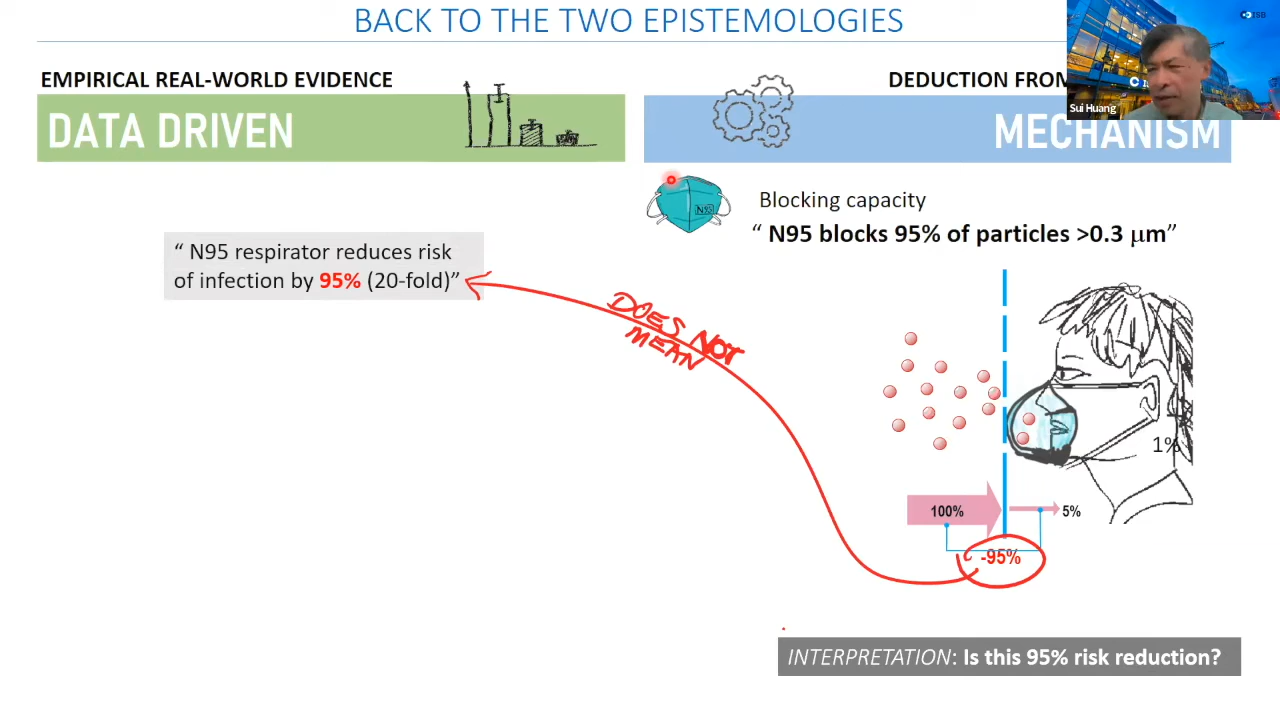 BACK TO THE TWO EPISTEMOLOGIES
ISB
EMPIRICAL REAL-WORLD EVIDENCE
DATA DRIVEN
DEDUCTION FROM
Sui Huang
MECHANISM
N95
Blocking capacity
“ N95 blocks 95% of particles >0.3 μm”
“ N95 respirator reduces risk
of infection by 95% (20-fold)”
DOES NOT
MEAN
1%
100%
5%
-95%
INTERPRETATION: Is this 95% risk reduction?